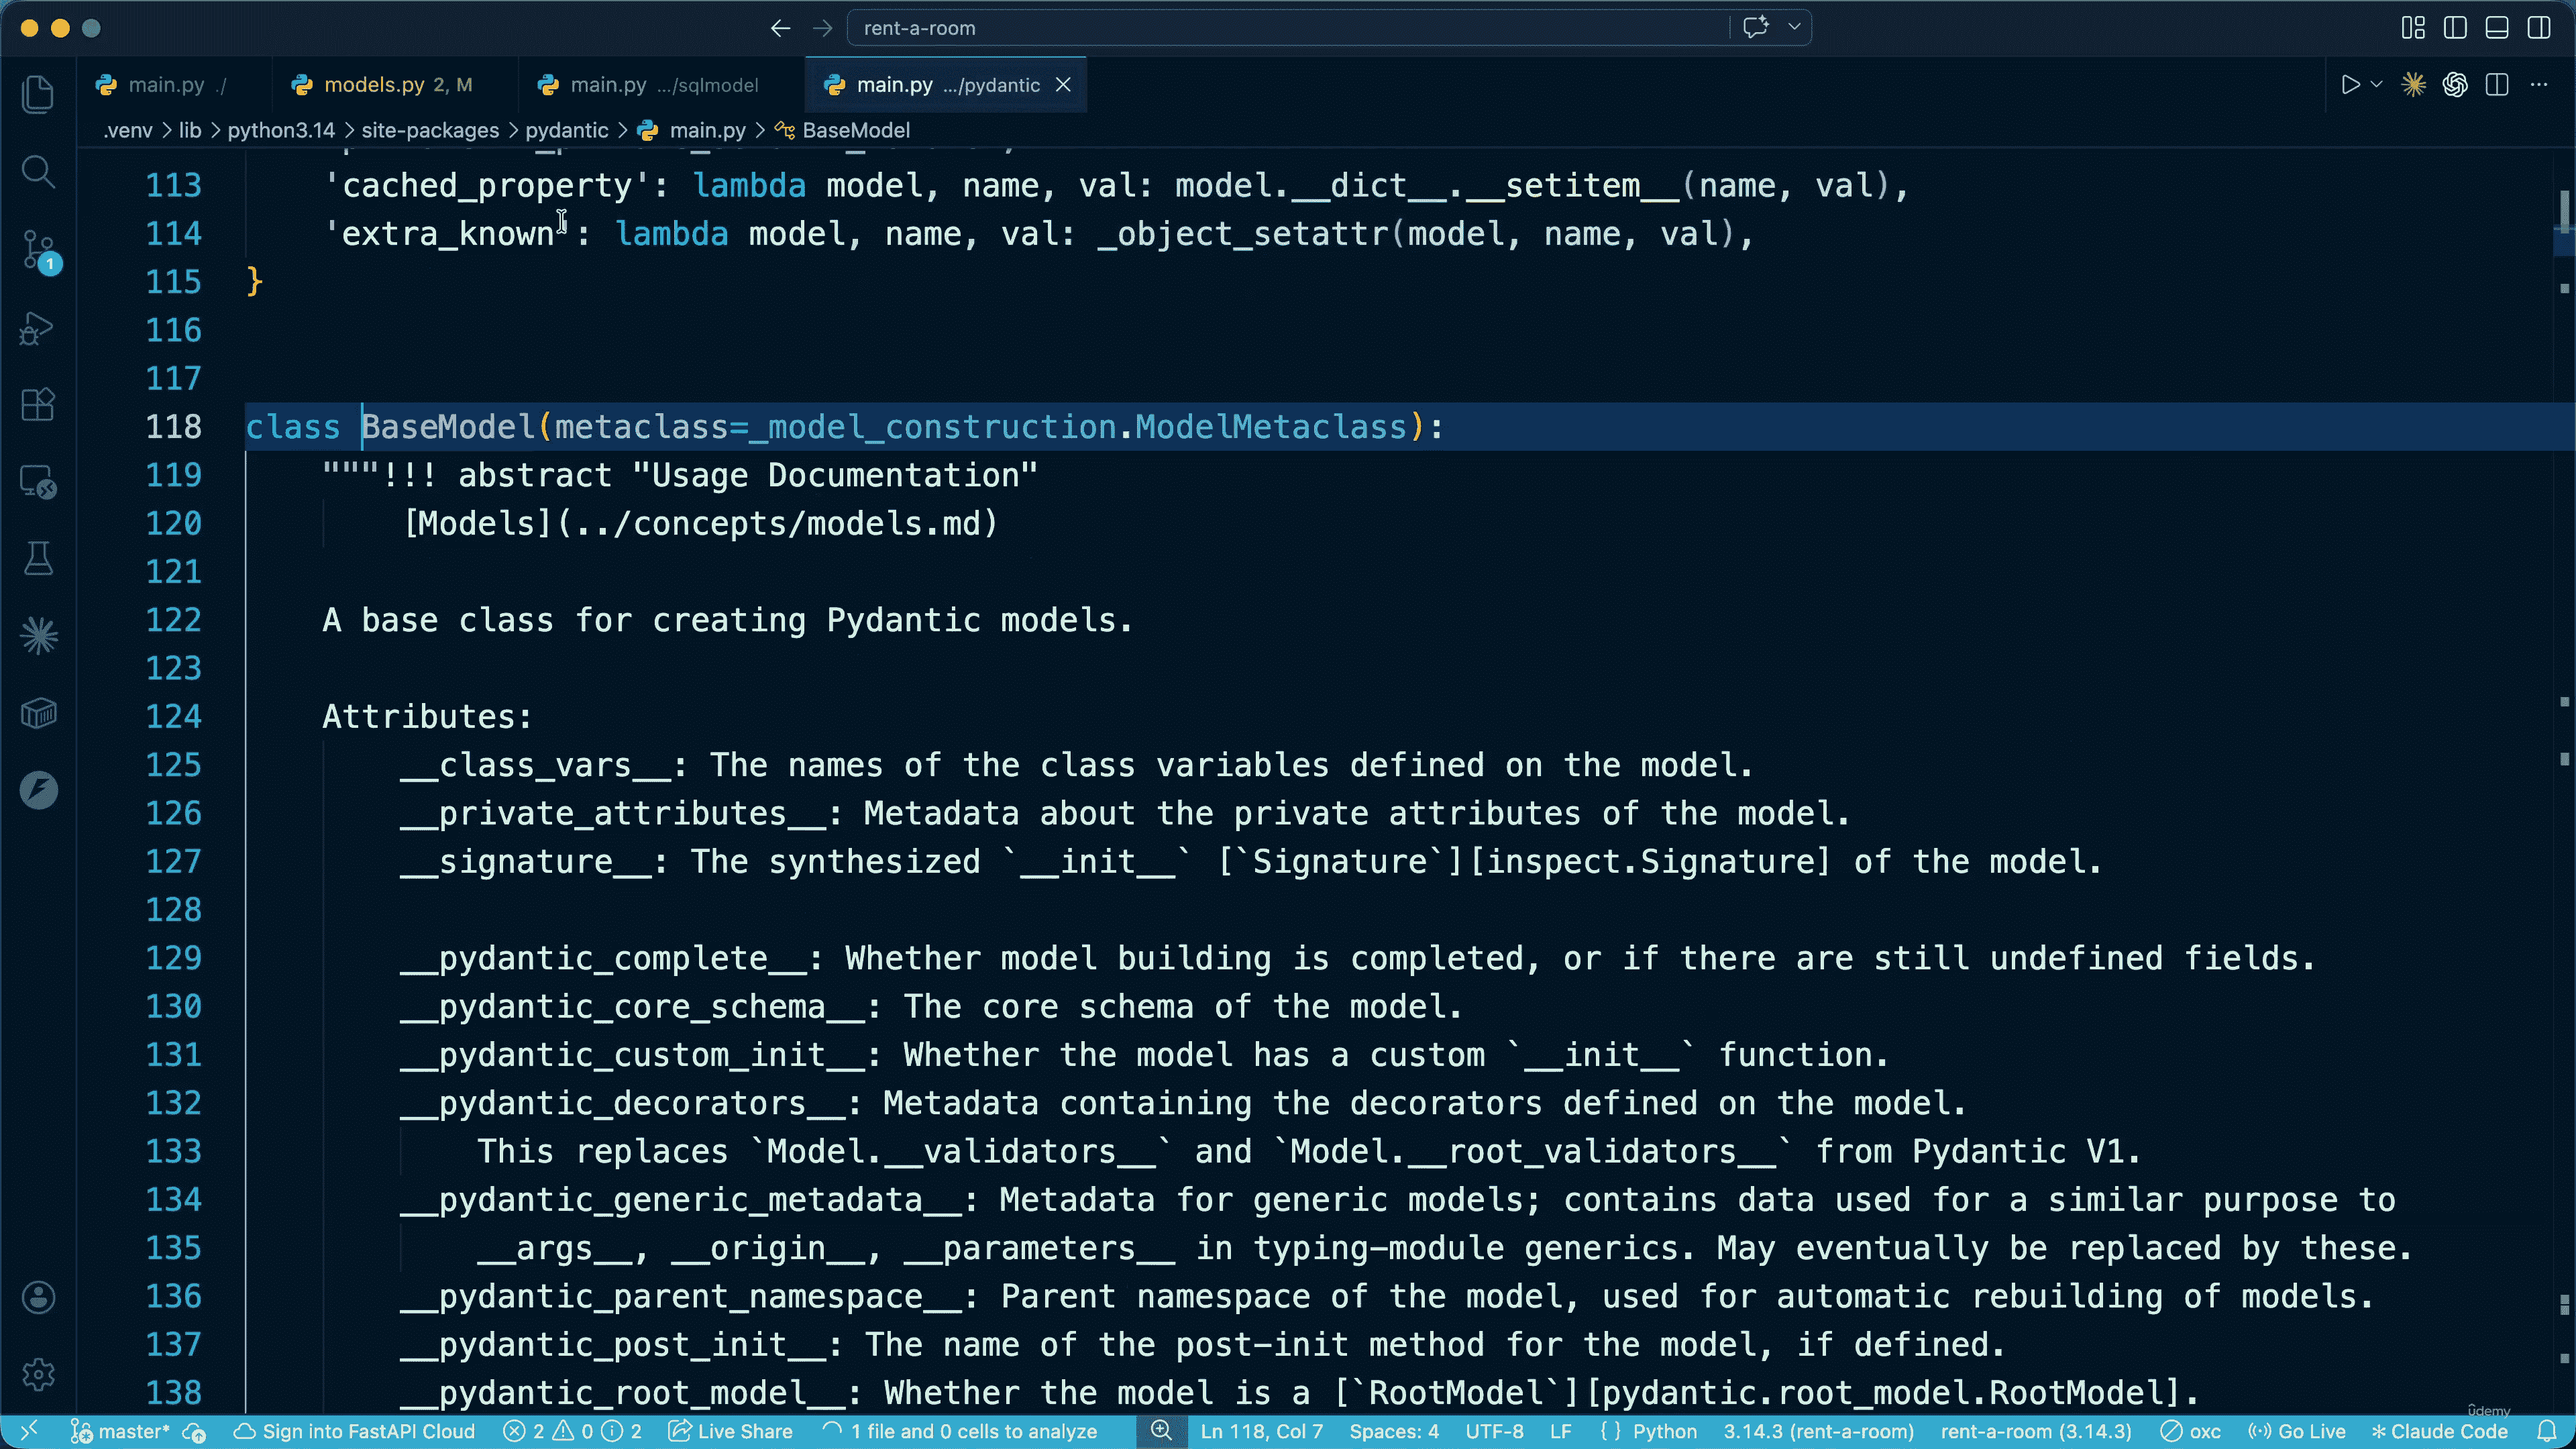 rent-a-room
main.py ./
models.py 2, M
main.py .../sqlmodel
main.py .../pydantic
.venv > lib > python3.14 > site-packages > pydantic > main.py > BaseModel
113 'cached_property': lambda model, name, val: model.__dict__.__setitem__(name, val),
114 'extra_known': lambda model, name, val: _object_setattr(model, name, val),
115 }
116
117
118 class BaseModel(metaclass=_model_construction.ModelMetaclass):
119 """!!! abstract "Usage Documentation"
120 [Models](../concepts/models.md)
121
122 A base class for creating Pydantic models.
123
124 Attributes:
125 __class_vars__: The names of the class variables defined on the model.
126 __private_attributes__: Metadata about the private attributes of the model.
127 __signature__: The synthesized `__init__` [`Signature`][inspect.Signature] of the model.
128
129 __pydantic_complete__: Whether model building is completed, or if there are still undefined fields.
130 __pydantic_core_schema__: The core schema of the model.
131 __pydantic_custom_init__: Whether the model has a custom `__init__` function.
132 __pydantic_decorators__: Metadata containing the decorators defined on the model.
133 This replaces `Model.__validators__` and `Model.__root_validators__` from Pydantic V1.
134 __pydantic_generic_metadata__: Metadata for generic models; contains data used for a similar purpose to
135 __args__, __origin__, __parameters__ in typing-module generics. May eventually be replaced by these.
136 __pydantic_parent_namespace__: Parent namespace of the model, used for automatic rebuilding of models.
137 __pydantic_post_init__: The name of the post-init method for the model, if defined.
138 __pydantic_root_model__: Whether the model is a [`RootModel`][pydantic.root_model.RootModel].
1
udemy
master* Sign into FastAPI Cloud 2 0 2 Live Share 1 file and 0 cells to analyze Ln 118, Col 7 Spaces: 4 UTF-8 LF { } Python 3.14.3 (rent-a-room) rent-a-room (3.14.3) oxc Go Live Claude Code